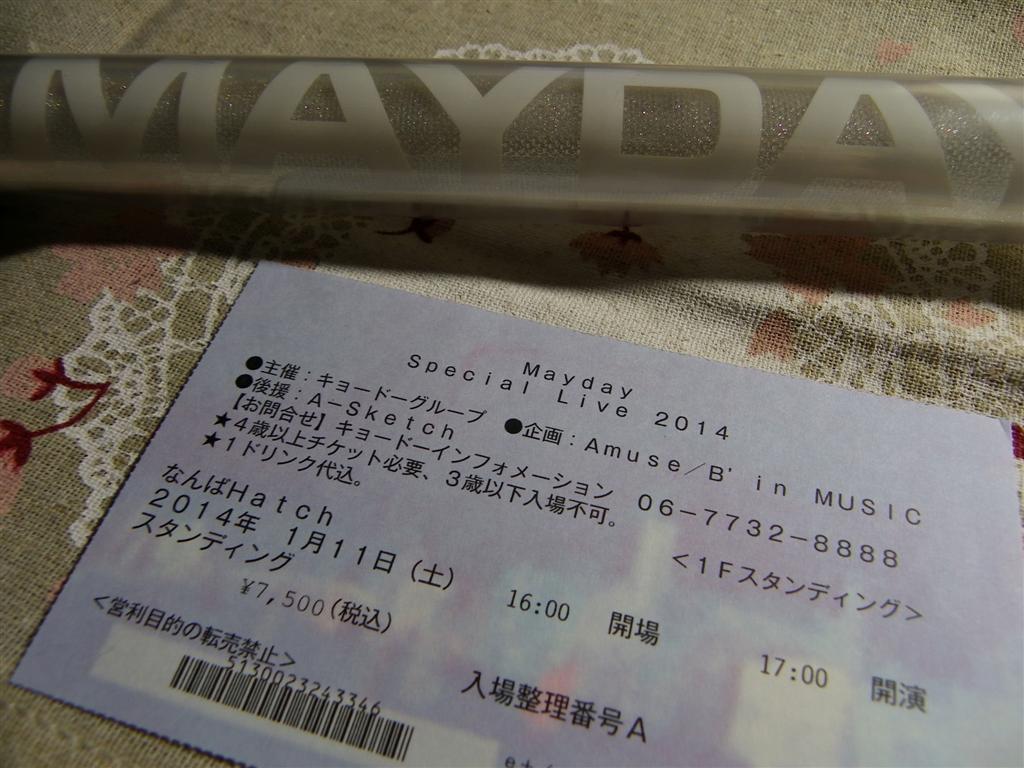 MAYDAY
Mayday
Special Live 2014
●主催：キョードーグループ ●企画：Amuse／B'in MUSIC
●後援：A−Sketch
【お問合せ】キョードーインフォメーション 06−7732−8888
★4歳以上チケット必要、3歳以下入場不可。
★1ドリンク代込。
＜1Fスタンディング＞
なんばHatch
2014年 1月11日（土） 16:00 開場 17:00 開演
スタンディング
¥7,500(税込)
＜営利目的の転売禁止＞
入場整理番号A
5130023243346